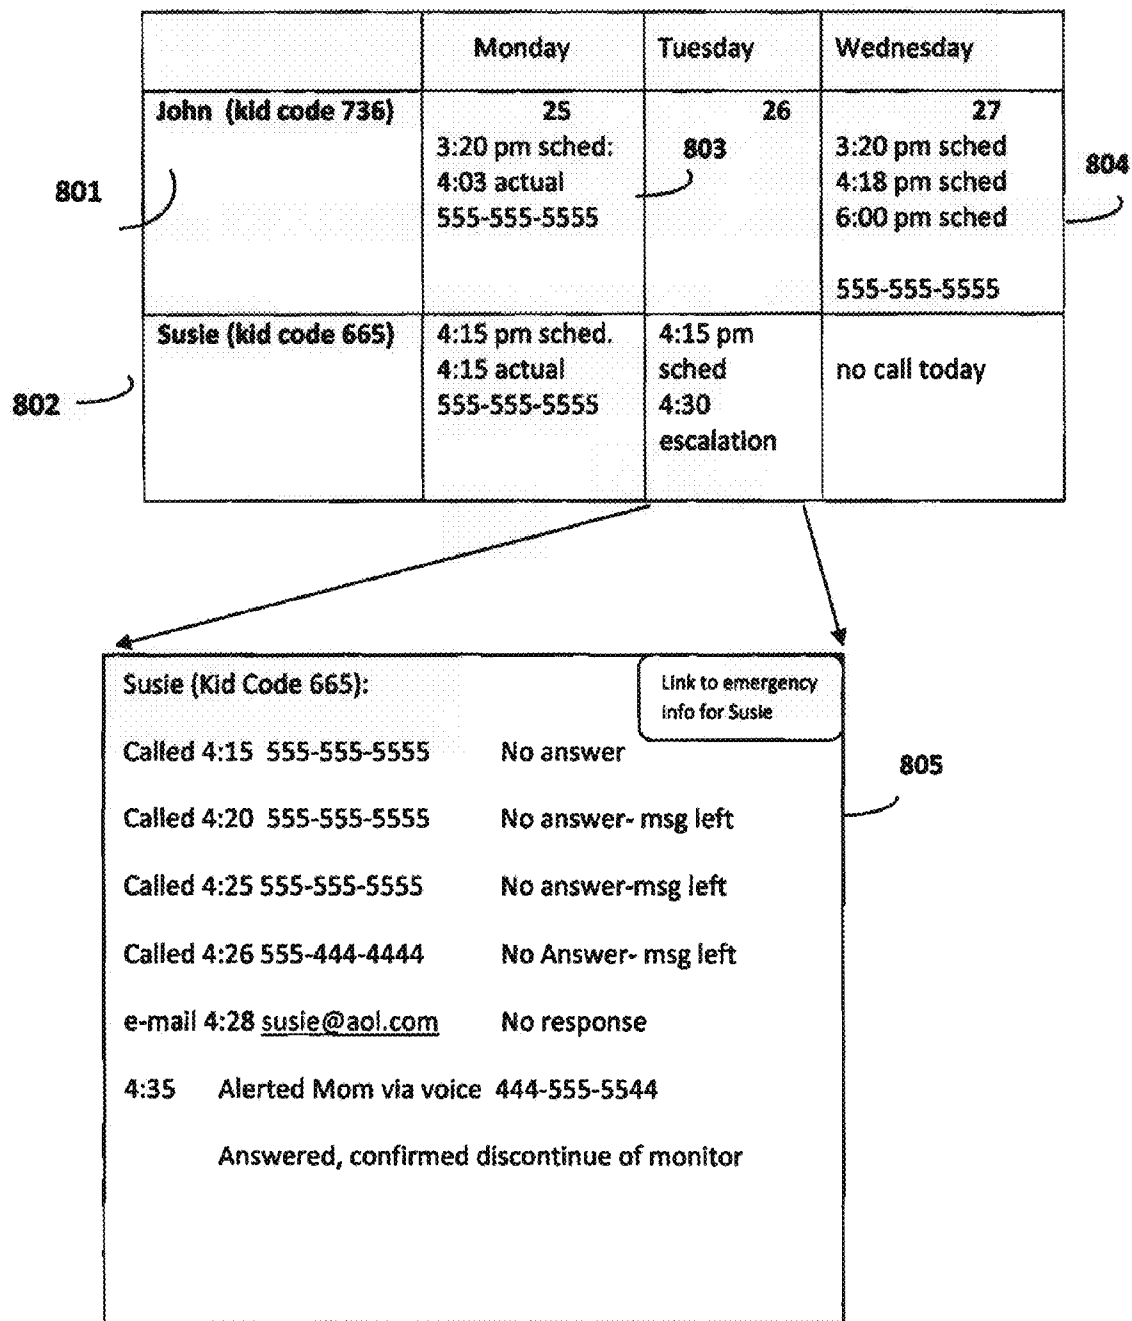 Monday Tuesday Wednesday
John (kid code 736) 25 26 27
3:20 pm sched: 803 3:20 pm sched 804
801 4:03 actual 4:18 pm sched
555-555-5555 6:00 pm sched
555-555-5555
Susie (kid code 665) 4:15 pm sched. 4:15 pm
4:15 actual sched no call today
802 555-555-5555 4:30
escalation
Susie (Kid Code 665): Link to emergency
info for Susie
Called 4:15 555-555-5555 No answer
805
Called 4:20 555-555-5555 No answer- msg left
Called 4:25 555-555-5555 No answer-msg left
Called 4:26 555-444-4444 No Answer- msg left
e-mail 4:28 susie@aol.com No response
4:35 Alerted Mom via voice 444-555-5544
Answered, confirmed discontinue of monitor